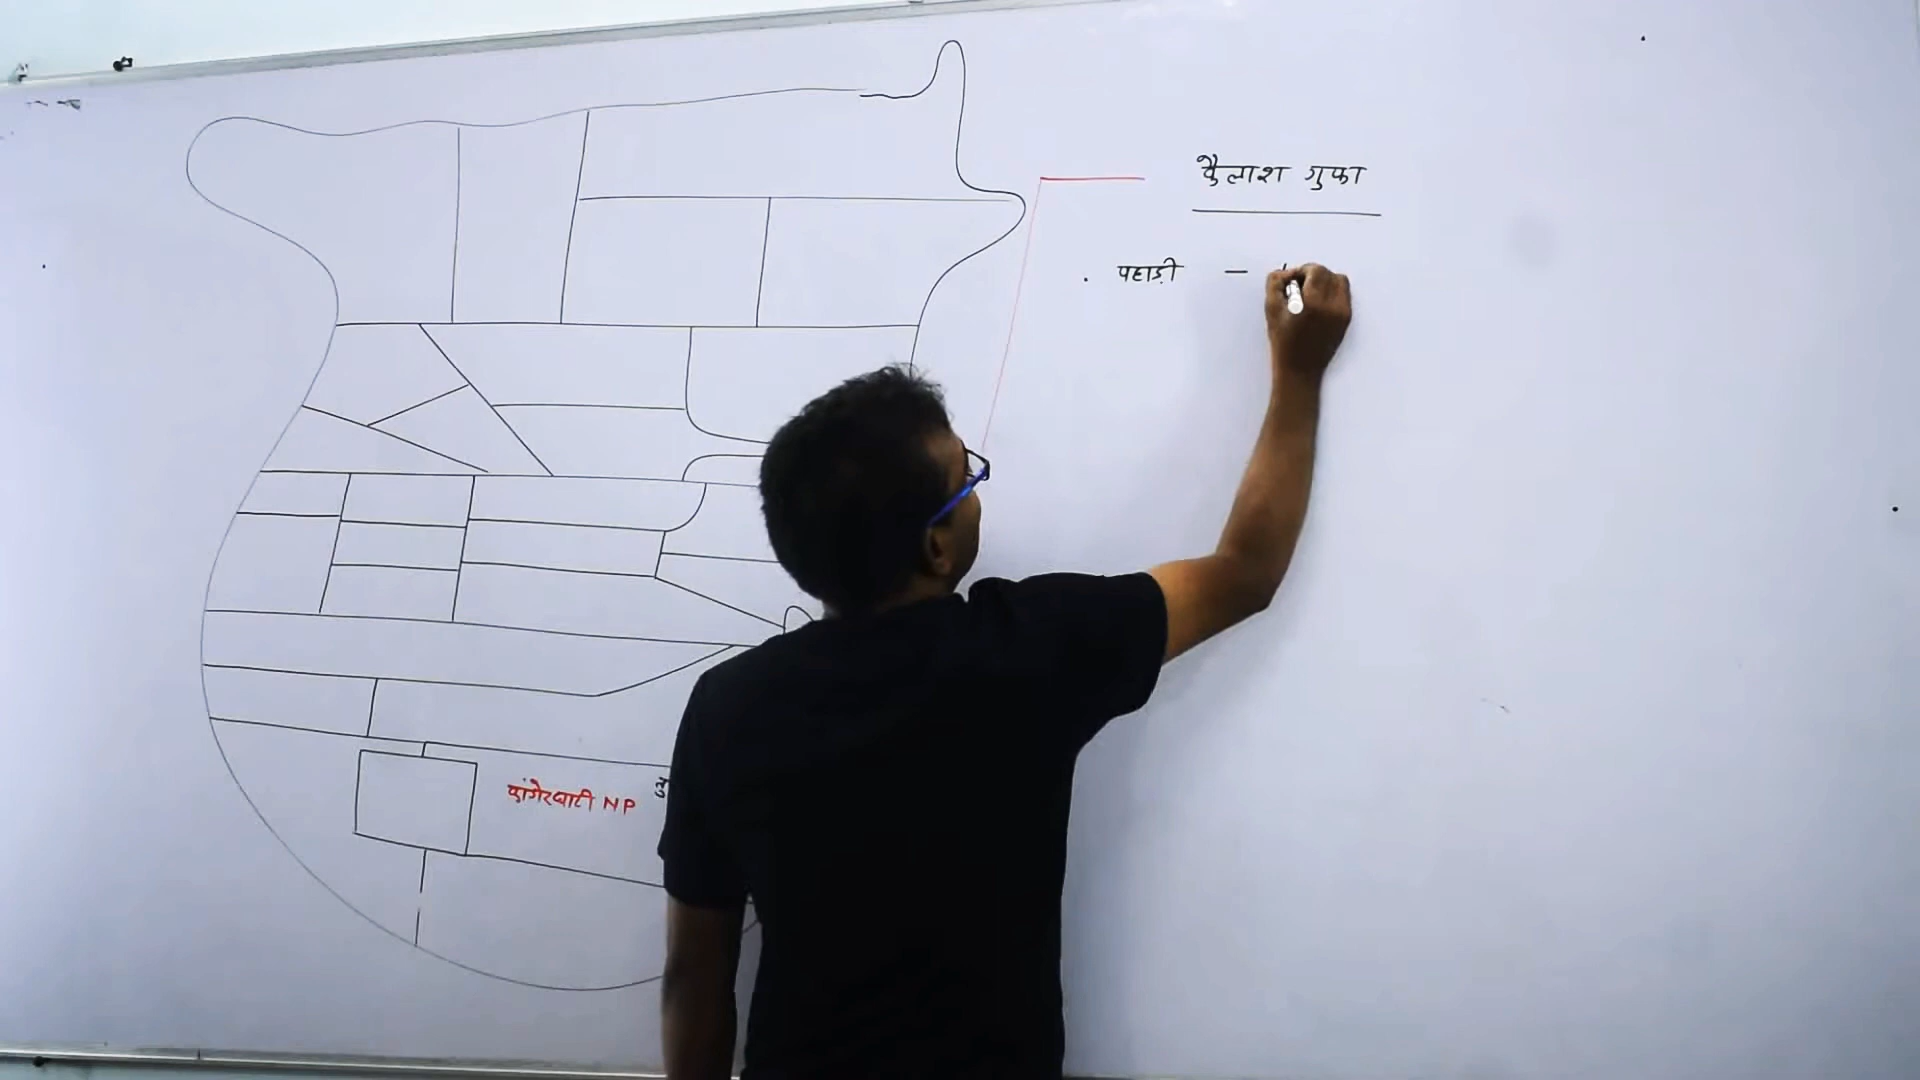 कैलाश गुफा
. पहाड़ी –
कांगेरघाटी NP